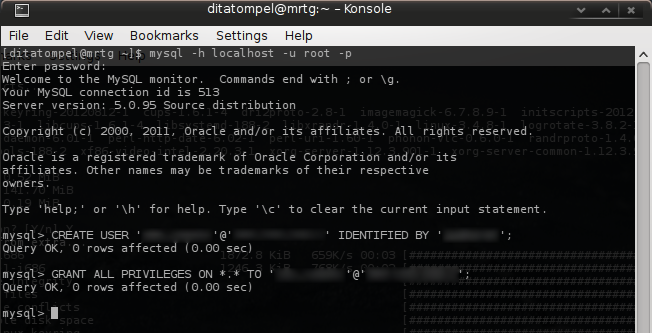 ditatompel@mrtg:~ – Konsole
File Edit View Bookmarks Settings Help
[ditatompel@mrtg ~]$ mysql -h localhost -u root -p
Enter password:
Welcome to the MySQL monitor.  Commands end with ; or \g.
Your MySQL connection id is 513
Server version: 5.0.95 Source distribution
Copyright (c) 2000, 2011, Oracle and/or its affiliates. All rights reserved.
Oracle is a registered trademark of Oracle Corporation and/or its
affiliates. Other names may be trademarks of their respective
owners.
Type 'help;' or '\h' for help. Type '\c' to clear the current input statement.
mysql> CREATE USER ' '@' ' IDENTIFIED BY ' ';
Query OK, 0 rows affected (0.00 sec)
mysql> GRANT ALL PRIVILEGES ON *.* TO ' '@' ';
Query OK, 0 rows affected (0.00 sec)
mysql>